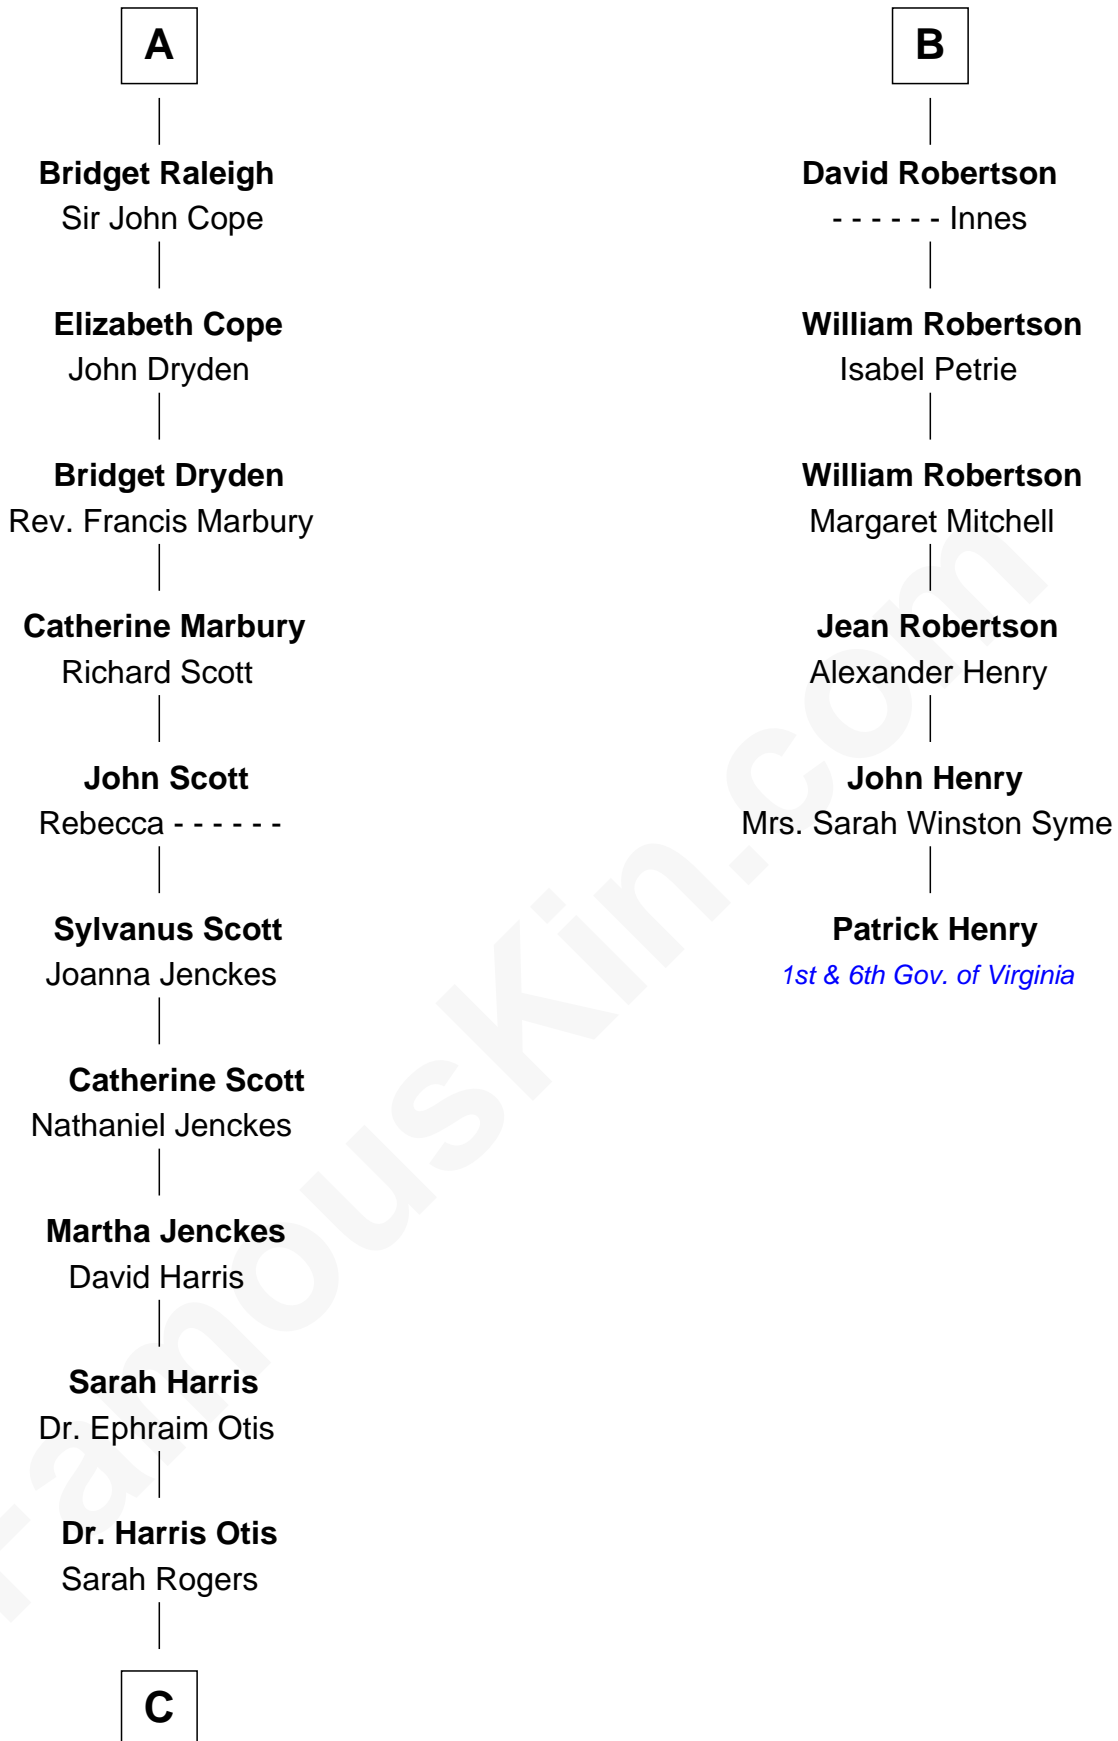 A
Bridget Raleigh
Sir John Cope
Elizabeth Cope
John Dryden
Bridget Dryden
Rev. Francis Marbury
Catherine Marbury
Richard Scott
John Scott
Rebecca - - - - - -
Sylvanus Scott
Joanna Jenckes
Catherine Scott
Nathaniel Jenckes
Martha Jenckes
David Harris
Sarah Harris
Dr. Ephraim Otis
Dr. Harris Otis
Sarah Rogers
C
B
David Robertson
- - - - - - Innes
William Robertson
Isabel Petrie
William Robertson
Margaret Mitchell
Jean Robertson
Alexander Henry
John Henry
Mrs. Sarah Winston Syme
Patrick Henry
1st & 6th Gov. of Virginia
FamousKin.com